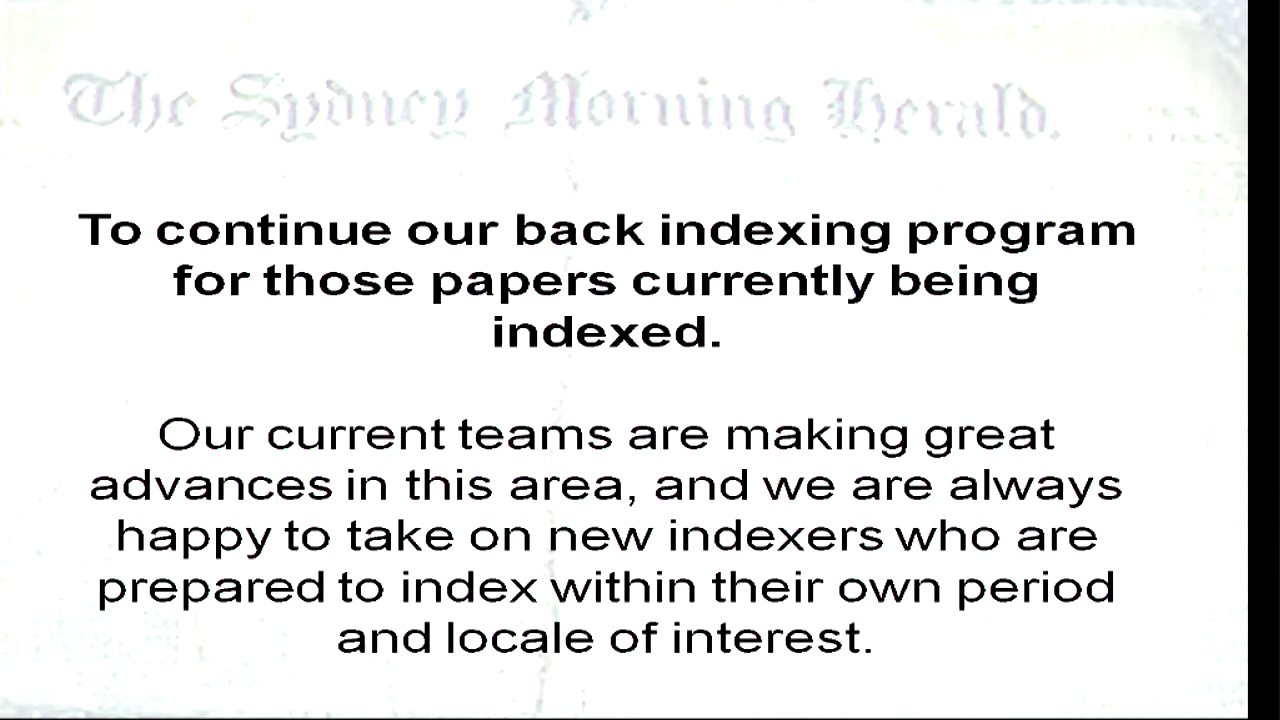 The Sydney Morning Herald.
To continue our back indexing program
for those papers currently being
indexed.
Our current teams are making great
advances in this area, and we are always
happy to take on new indexers who are
prepared to index within their own period
and locale of interest.